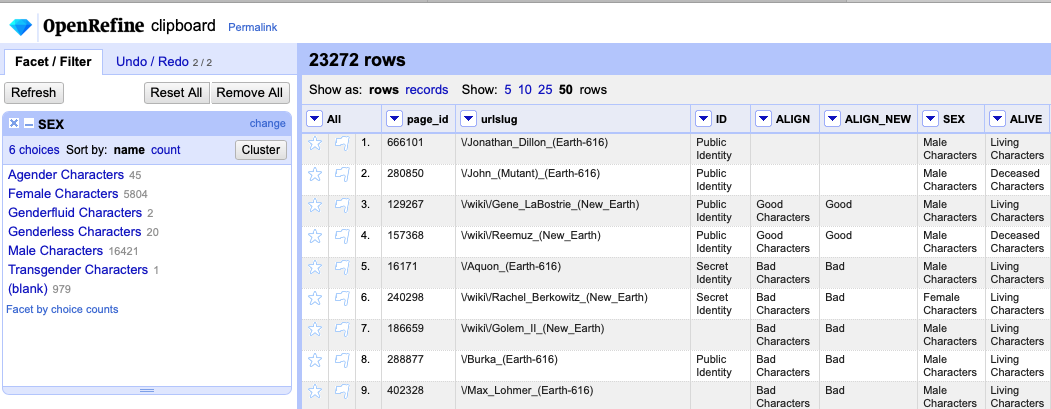 OpenRefine clipboard Permalink
Facet / Filter Undo / Redo 2 / 2
Refresh Reset All Remove All
SEX change
6 choices Sort by: name count Cluster
Agender Characters 45
Female Characters 5804
Genderfluid Characters 2
Genderless Characters 20
Male Characters 16421
Transgender Characters 1
(blank) 979
Facet by choice counts
23272 rows
Show as: rows records Show: 5 10 25 50 rows
All page_id urlslug ID ALIGN ALIGN_NEW SEX ALIVE
1. 666101 \/Jonathan_Dillon_(Earth-616) Public Identity Male Characters Living Characters
2. 280850 \/John_(Mutant)_(Earth-616) Public Identity Male Characters Deceased Characters
3. 129267 \/wiki\/Gene_LaBostrie_(New_Earth) Public Identity Good Characters Good Male Characters Living Characters
4. 157368 \/wiki\/Reemuz_(New_Earth) Public Identity Good Characters Good Male Characters Deceased Characters
5. 16171 \/Aquon_(Earth-616) Secret Identity Bad Characters Bad Male Characters Living Characters
6. 240298 \/wiki\/Rachel_Berkowitz_(New_Earth) Secret Identity Bad Characters Bad Female Characters Living Characters
7. 186659 \/wiki\/Golem_II_(New_Earth) Bad Characters Bad Male Characters Living Characters
8. 288877 \/Burka_(Earth-616) Public Identity Bad Characters Bad Male Characters Living Characters
9. 402328 \/Max_Lohmer_(Earth-616) Bad Characters Bad Male Characters Living Characters